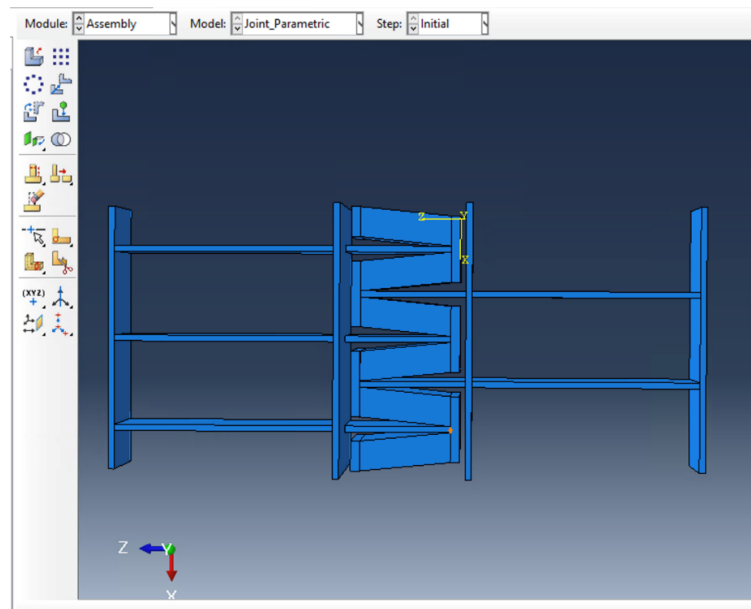 Module: Assembly Model: Joint_Parametric Step: Initial
(XYZ)
Z Y
X
Z Y
X